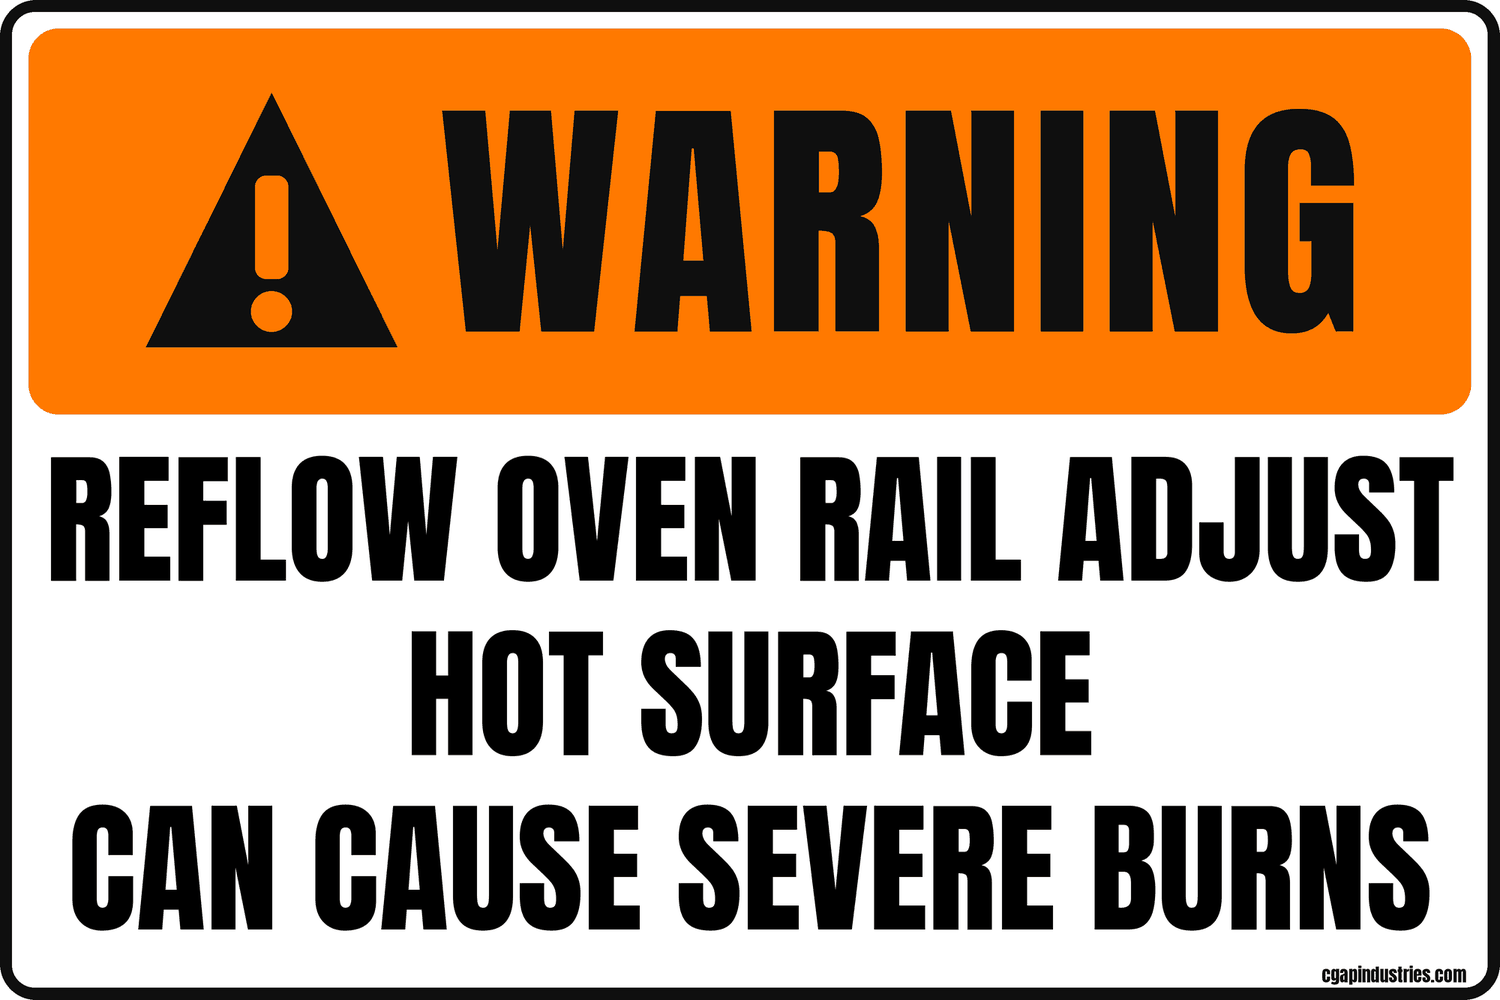 WARNING
REFLOW OVEN RAIL ADJUST
HOT SURFACE
CAN CAUSE SEVERE BURNS
cgapindustries.com